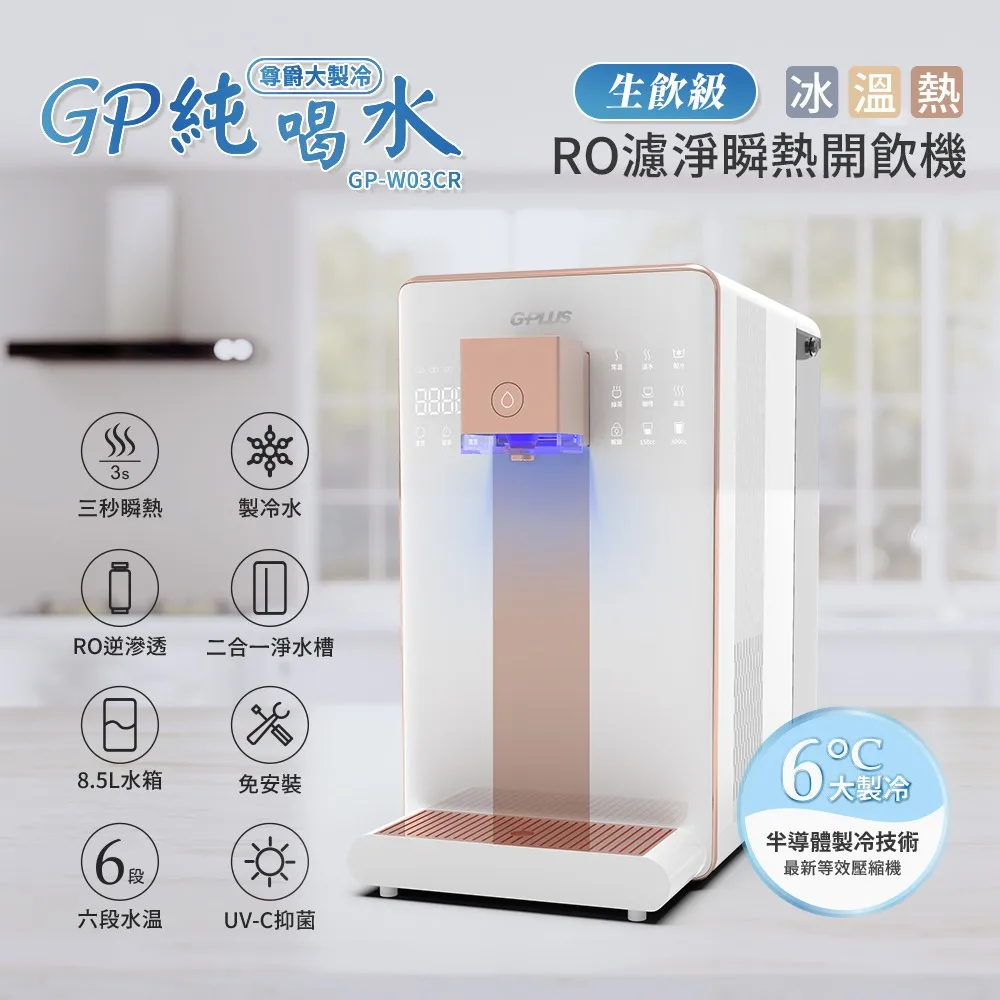 尊爵大製冷
GP純喝水
GP-W03CR
生飲級 冰 溫 熱
RO濾淨瞬熱開飲機
G-PLUS
150cc
3s
三秒瞬熱
製冷水
RO逆滲透
二合一淨水槽
8.5L水箱
免安裝
6段
六段水溫
UV-C抑菌
6°C
大製冷
半導體製冷技術
最新等效壓縮機